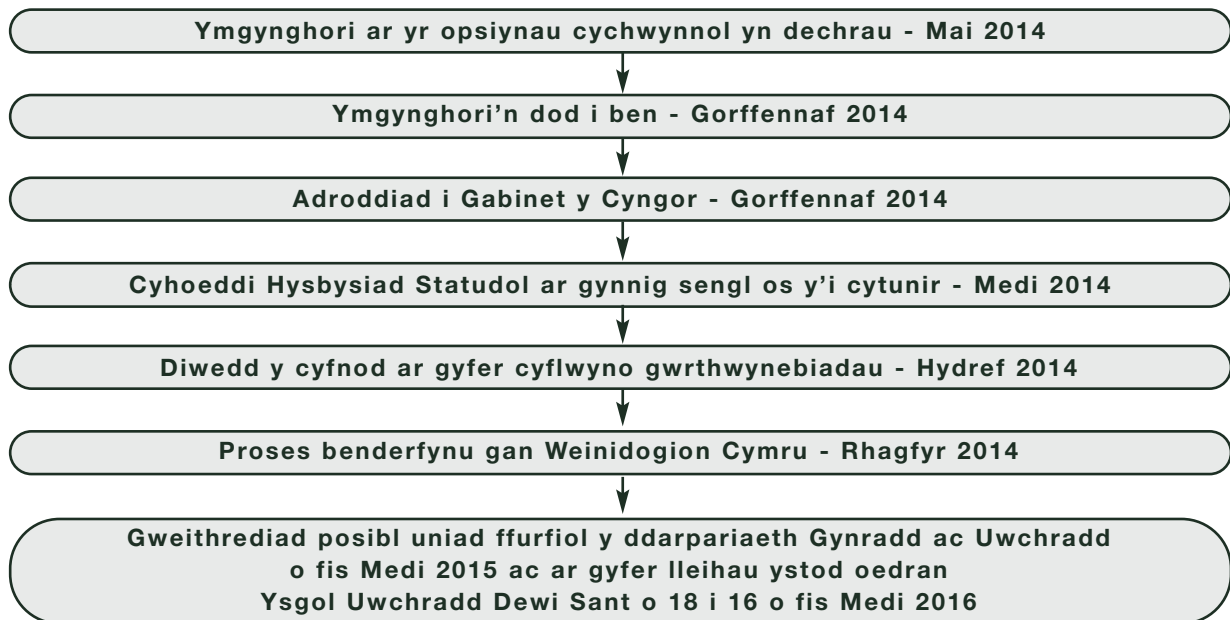 Ymgynghori ar yr opsiynau cychwynnol yn dechrau - Mai 2014
Ymgynghori’n dod i ben - Gorffennaf 2014
Adroddiad i Gabinet y Cyngor - Gorffennaf 2014
Cyhoeddi Hysbysiad Statudol ar gynnig sengl os y’i cytunir - Medi 2014
Diwedd y cyfnod ar gyfer cyflwyno gwrthwynebiadau - Hydref 2014
Proses benderfynu gan Weinidogion Cymru - Rhagfyr 2014
Gweithrediad posibl uniad ffurfiol y ddarpariaeth Gynradd ac Uwchradd
o fis Medi 2015 ac ar gyfer lleihau ystod oedran
Ysgol Uwchradd Dewi Sant o 18 i 16 o fis Medi 2016